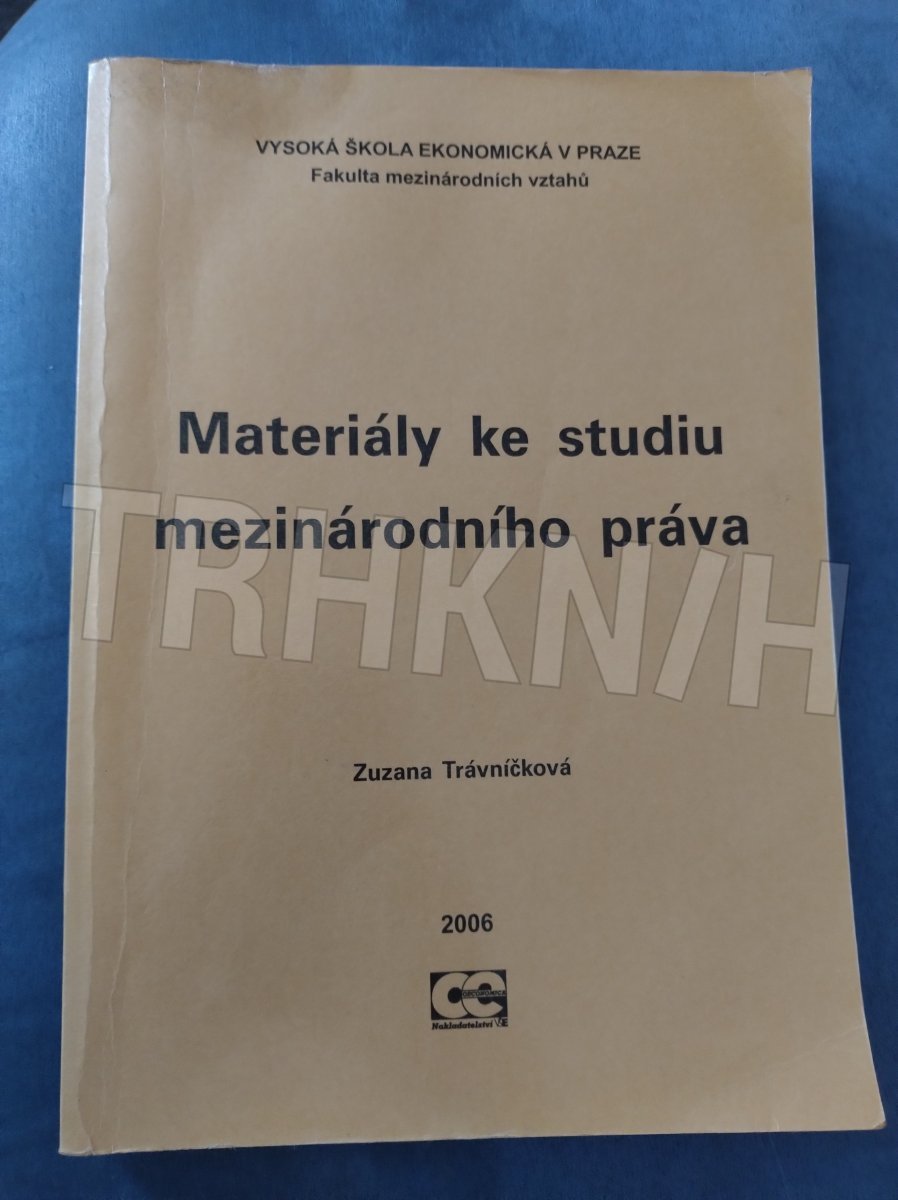 VYSOKÁ ŠKOLA EKONOMICKÁ V PRAZE
Fakulta mezinárodních vztahů
Materiály ke studiu
mezinárodního práva
TRHKNIH
Zuzana Trávníčková
2006
OECONOMICA
Nakladatelství VŠE